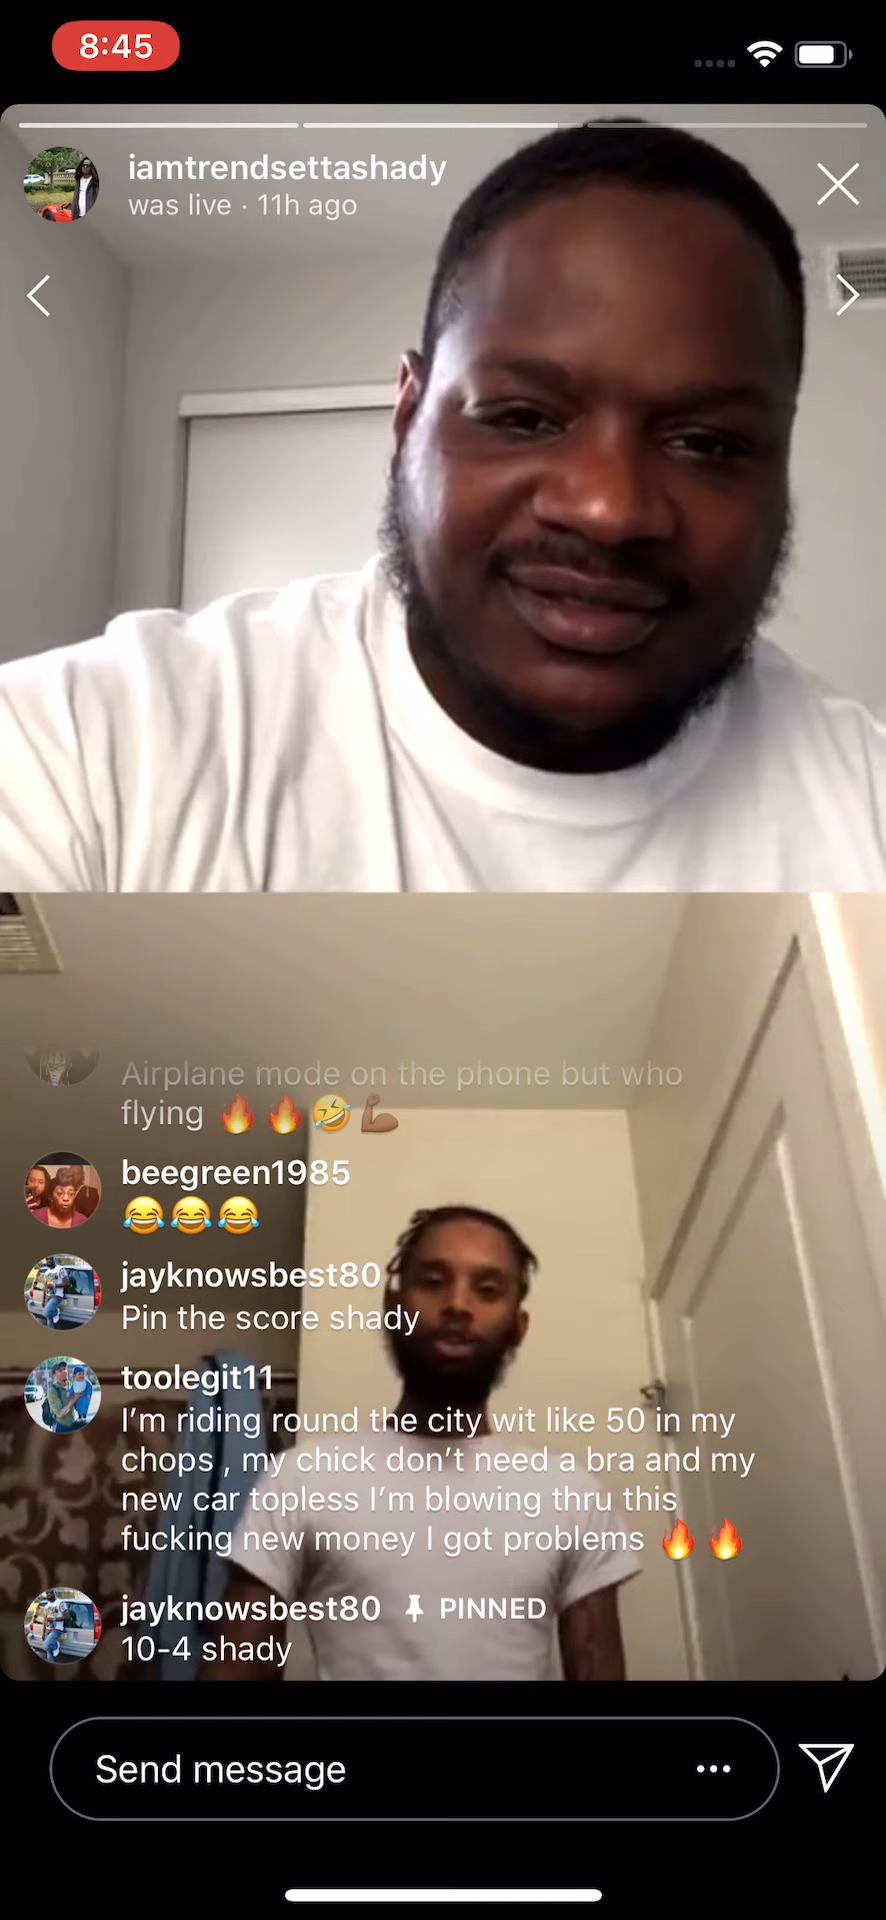 8:45
iamtrendsettashady
was live · 11h ago
Airplane mode on the phone but who
flying 🔥🔥🤣💪🏽
beegreen1985
😂😂😂
jayknowsbest80
Pin the score shady
toolegit11
I’m riding round the city wit like 50 in my
chops , my chick don’t need a bra and my
new car topless I’m blowing thru this
fucking new money I got problems 🔥🔥
jayknowsbest80 PINNED
10-4 shady
Send message